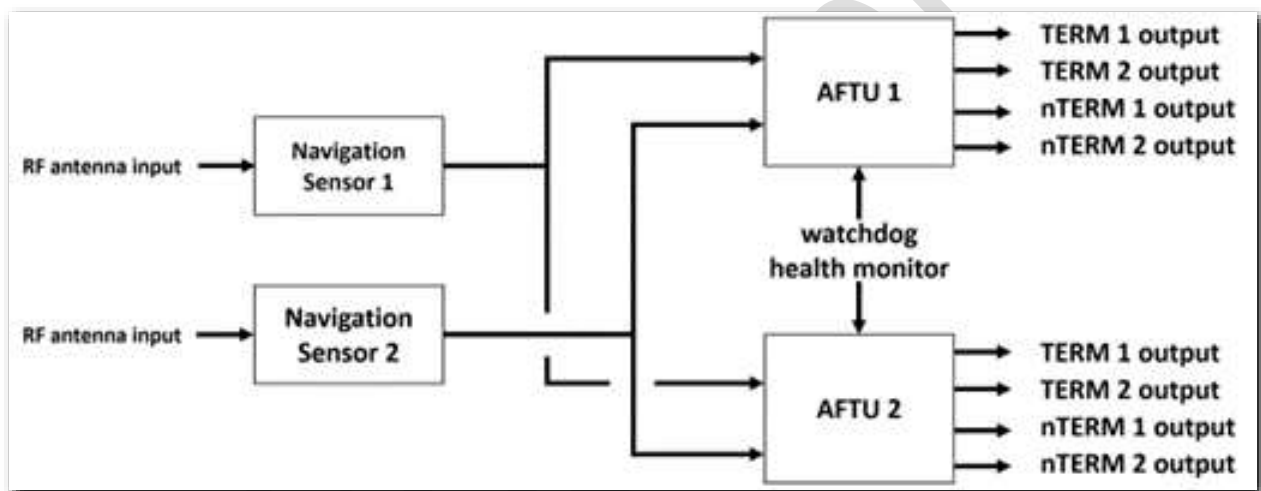 RF antenna input
Navigation
Sensor 1
RF antenna input
Navigation
Sensor 2
AFTU 1
TERM 1 output
TERM 2 output
nTERM 1 output
nTERM 2 output
watchdog
health monitor
AFTU 2
TERM 1 output
TERM 2 output
nTERM 1 output
nTERM 2 output